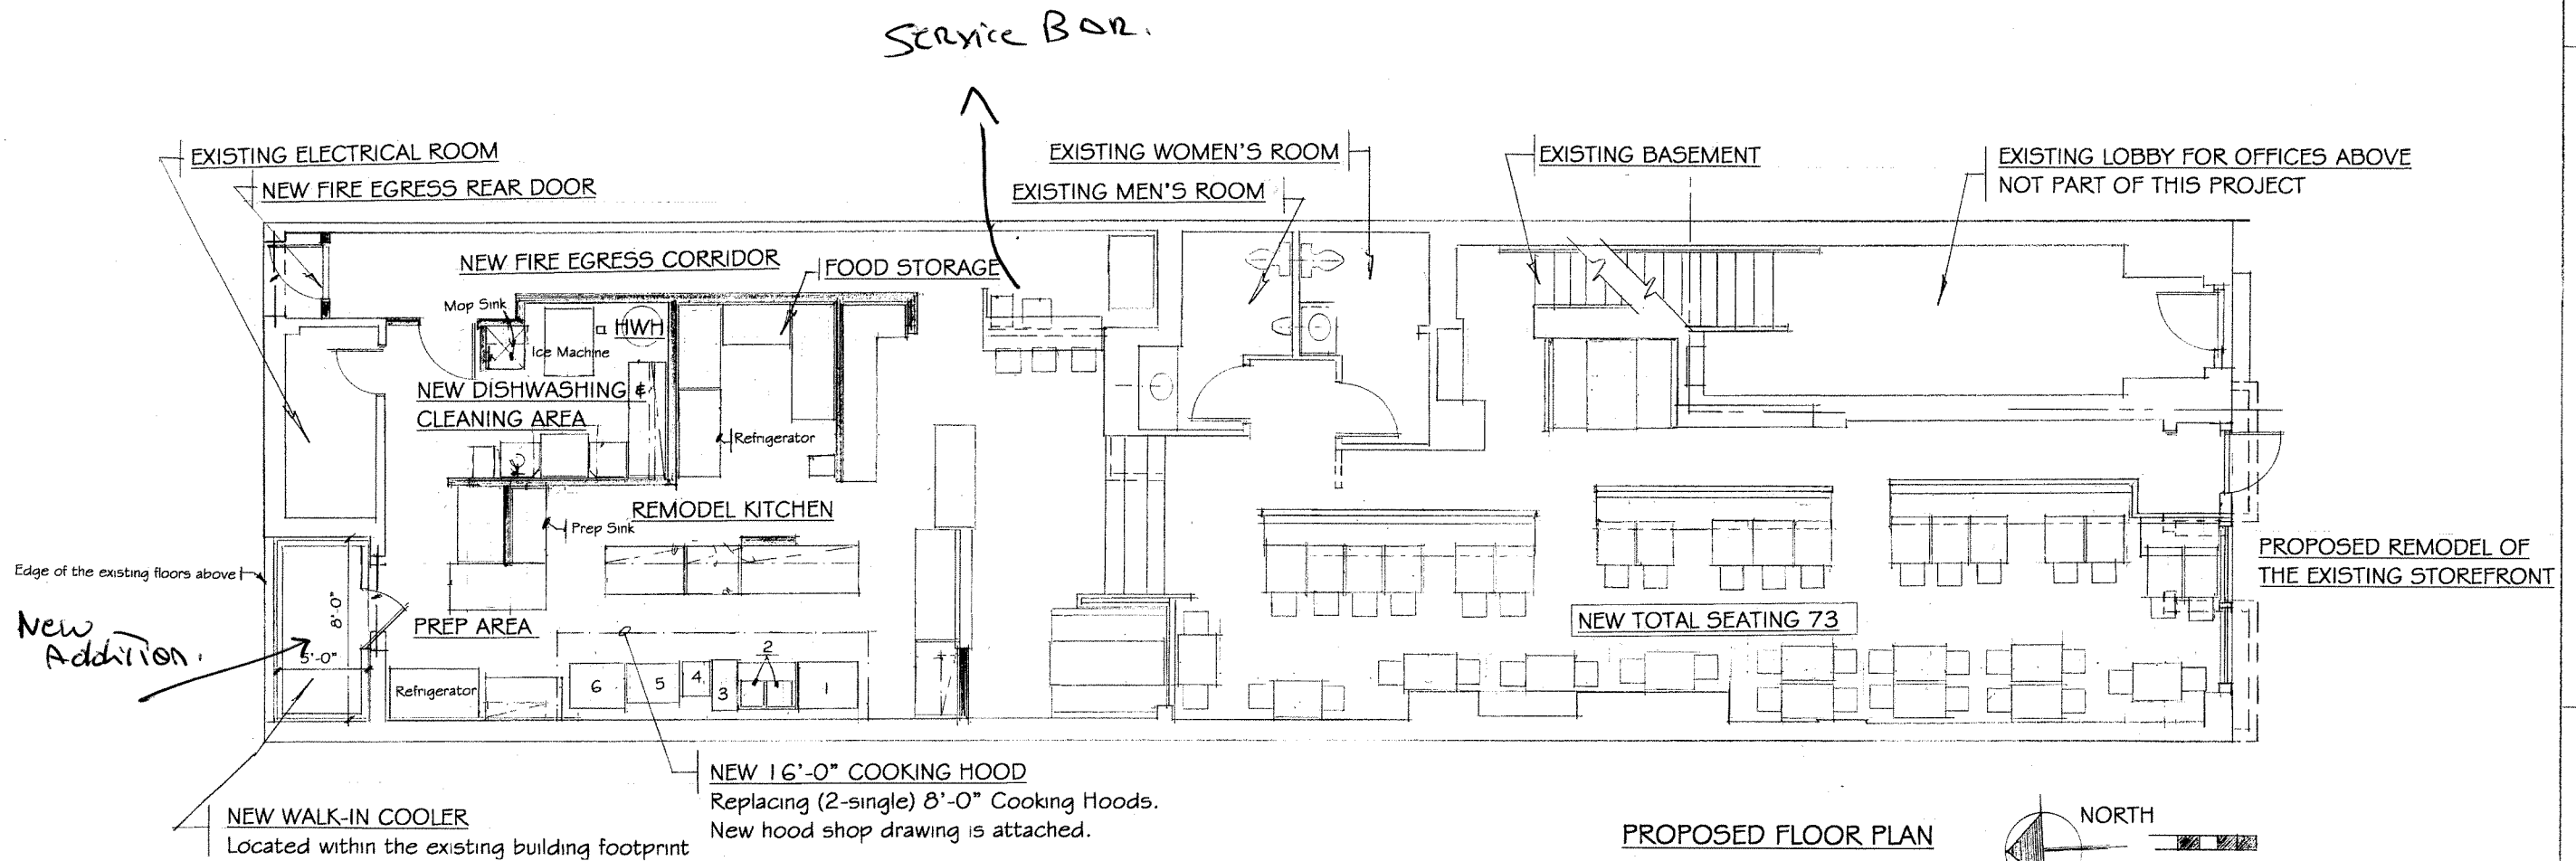 Service Bar.
EXISTING ELECTRICAL ROOM
NEW FIRE EGRESS REAR DOOR
EXISTING WOMEN'S ROOM
EXISTING MEN'S ROOM
EXISTING BASEMENT
EXISTING LOBBY FOR OFFICES ABOVE
NOT PART OF THIS PROJECT
NEW FIRE EGRESS CORRIDOR
FOOD STORAGE
Mop Sink
HWH
Ice Machine
NEW DISHWASHING &
CLEANING AREA
Refrigerator
REMODEL KITCHEN
Prep Sink
Edge of the existing floors above
New
Addition.
8'-0"
5'-0"
PREP AREA
Refrigerator
6
5
4
3
2
1
NEW TOTAL SEATING 73
PROPOSED REMODEL OF
THE EXISTING STOREFRONT
NEW 16'-0" COOKING HOOD
Replacing (2-single) 8'-0" Cooking Hoods.
New hood shop drawing is attached.
NEW WALK-IN COOLER
Located within the existing building footprint
PROPOSED FLOOR PLAN
NORTH